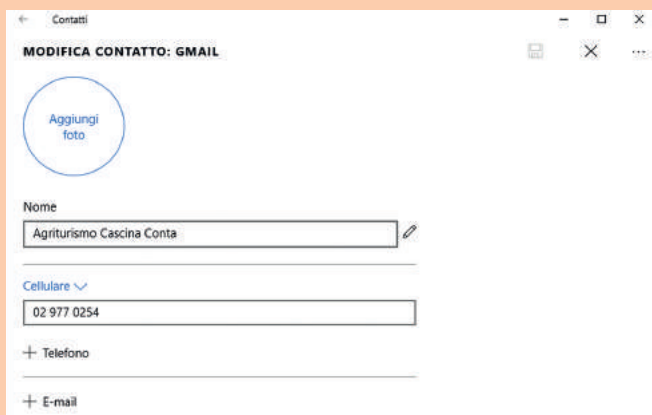 Contatti
MODIFICA CONTATTO: GMAIL
Aggiungi
foto
Nome
Agriturismo Cascina Conta
Cellulare
02 977 0254
+ Telefono
+ E-mail